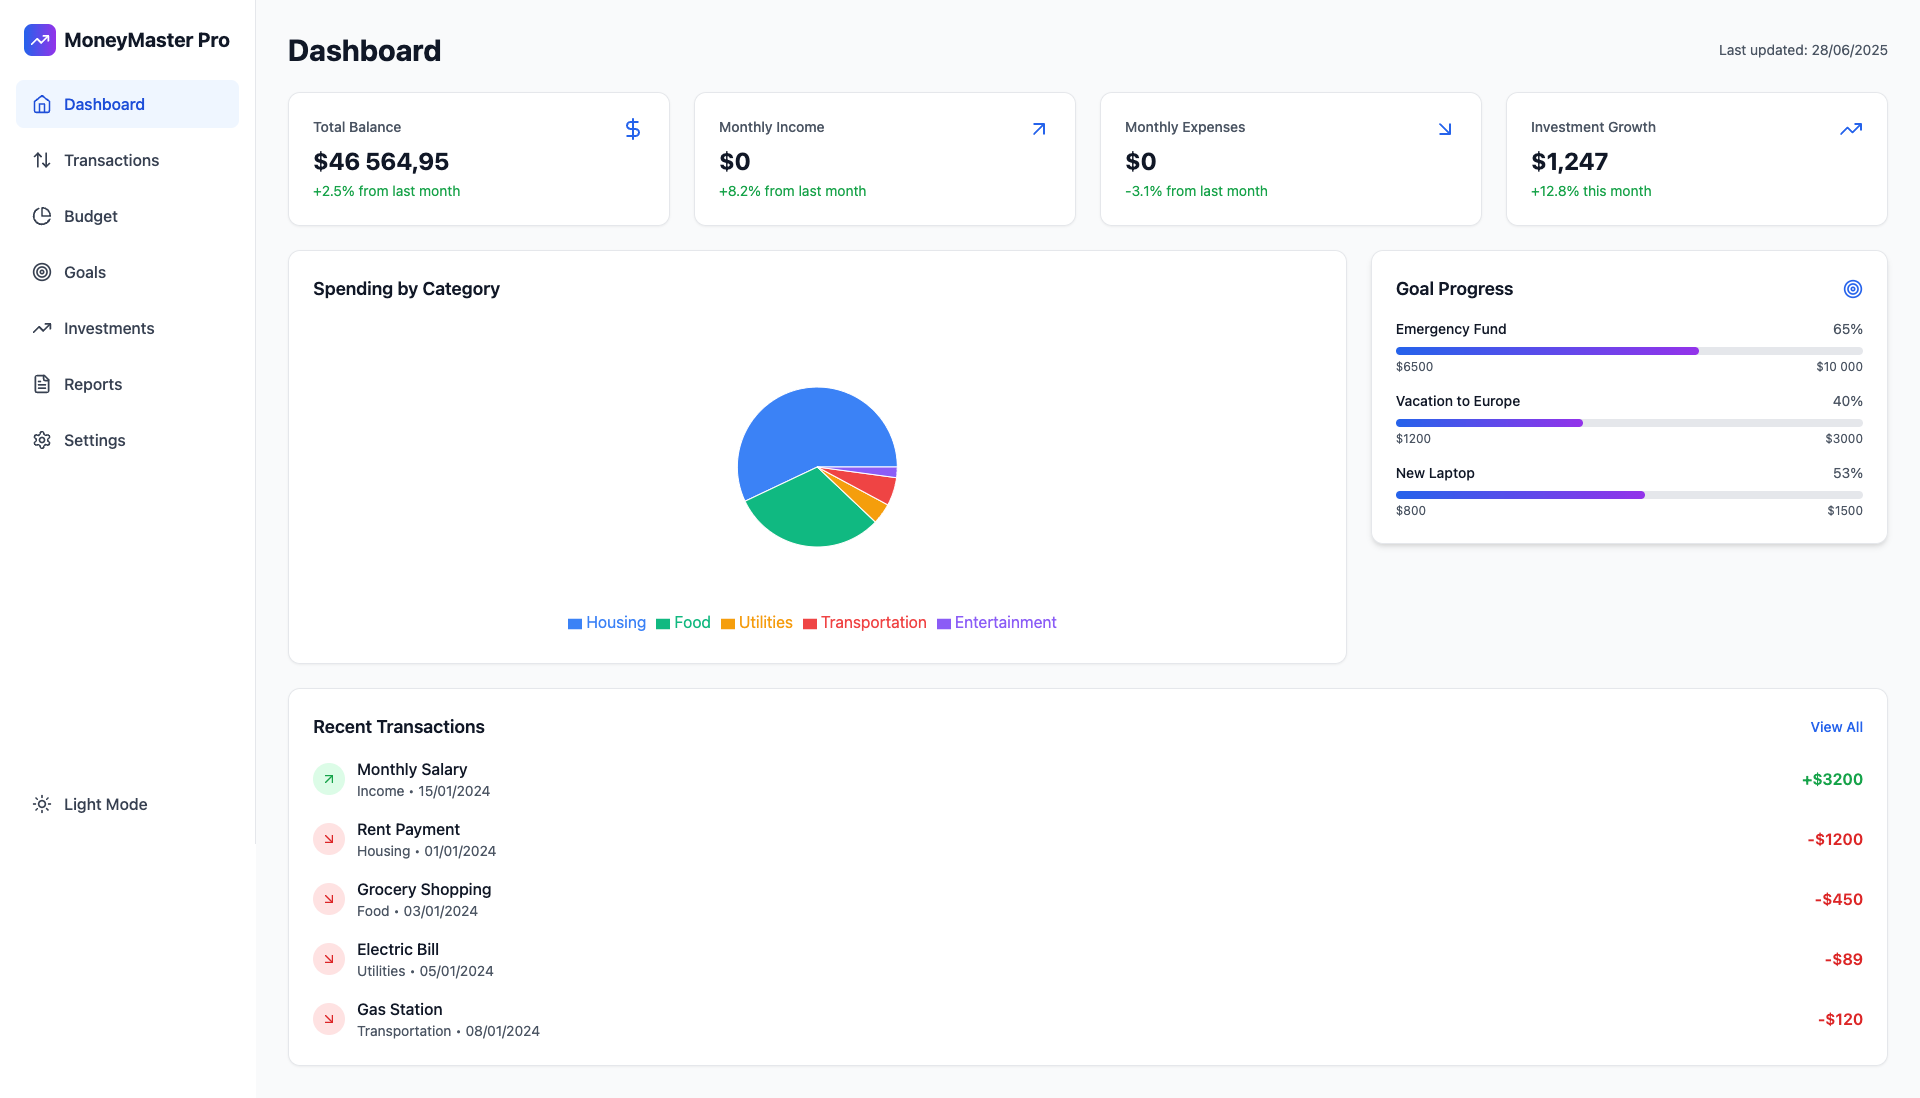 MoneyMaster Pro
Dashboard
Transactions
Budget
Goals
Investments
Reports
Settings
Light Mode
Dashboard
Last updated: 28/06/2025
Total Balance
$46 564,95
+2.5% from last month
Monthly Income
$0
+8.2% from last month
Monthly Expenses
$0
-3.1% from last month
Investment Growth
$1,247
+12.8% this month
Spending by Category
Housing Food Utilities Transportation Entertainment
Goal Progress
Emergency Fund 65%
$6500 $10 000
Vacation to Europe 40%
$1200 $3000
New Laptop 53%
$800 $1500
Recent Transactions View All
Monthly Salary
Income • 15/01/2024
+$3200
Rent Payment
Housing • 01/01/2024
-$1200
Grocery Shopping
Food • 03/01/2024
-$450
Electric Bill
Utilities • 05/01/2024
-$89
Gas Station
Transportation • 08/01/2024
-$120